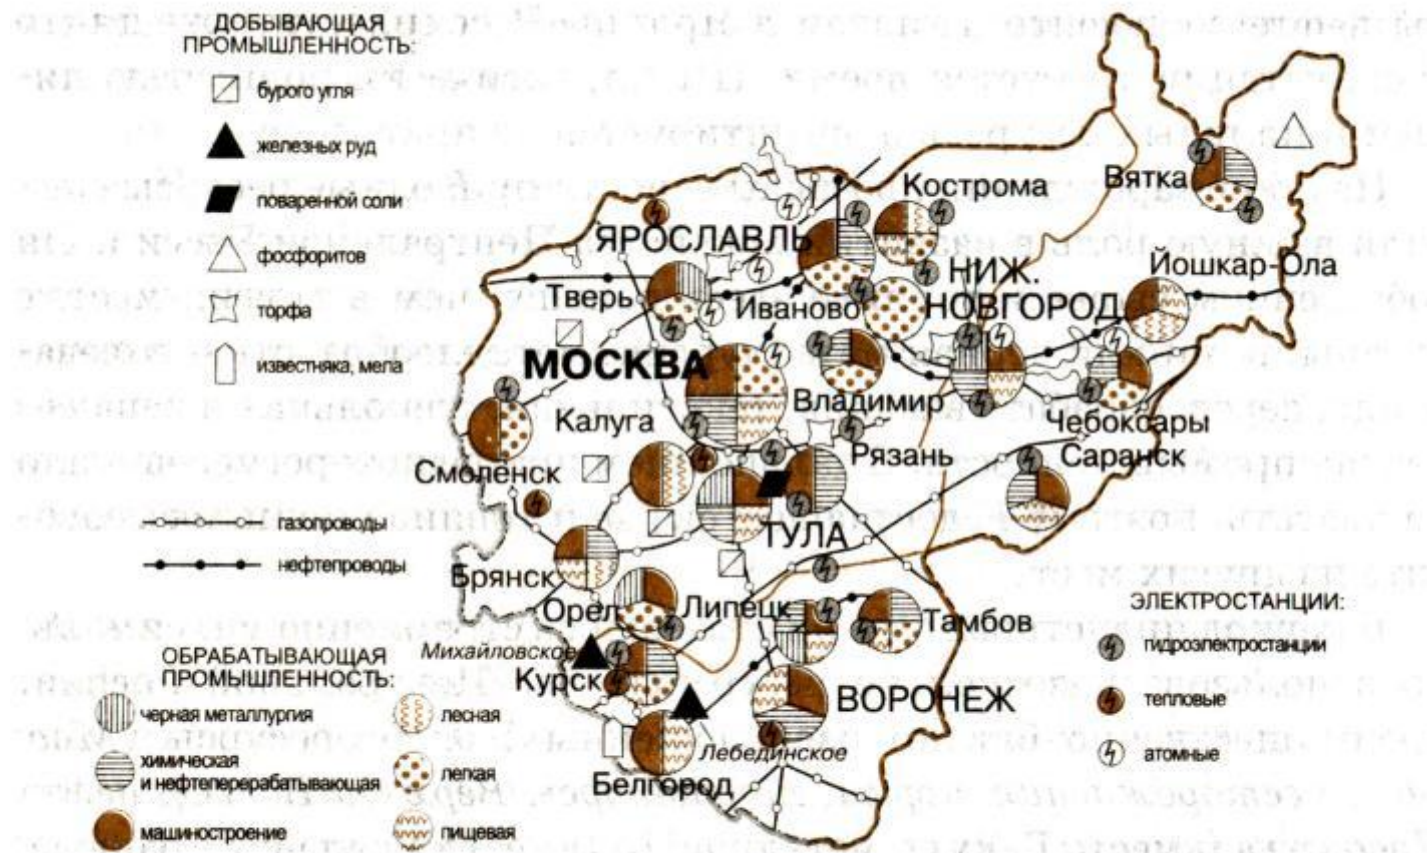 ДОБЫВАЮЩАЯ
ПРОМЫШЛЕННОСТЬ:
бурого угля
железных руд
поваренной соли
фосфоритов
торфа
известняка, мела
Кострома
Вятка
ЯРОСЛАВЛЬ
НИЖ.
НОВГОРОД
Йошкар-Ола
Тверь
Иваново
МОСКВА
Владимир
Чебоксары
Калуга
Рязань
Саранск
Смоленск
ТУЛА
газопроводы
нефтепроводы
Брянск
Орел
Липецк
Тамбов
Михайловское
Курск
ВОРОНЕЖ
Лебединское
Белгород
ЭЛЕКТРОСТАНЦИИ:
гидроэлектростанции
тепловые
атомные
ОБРАБАТЫВАЮЩАЯ
ПРОМЫШЛЕННОСТЬ:
черная металлургия
лесная
химическая
и нефтеперерабатывающая
легкая
машиностроение
пищевая